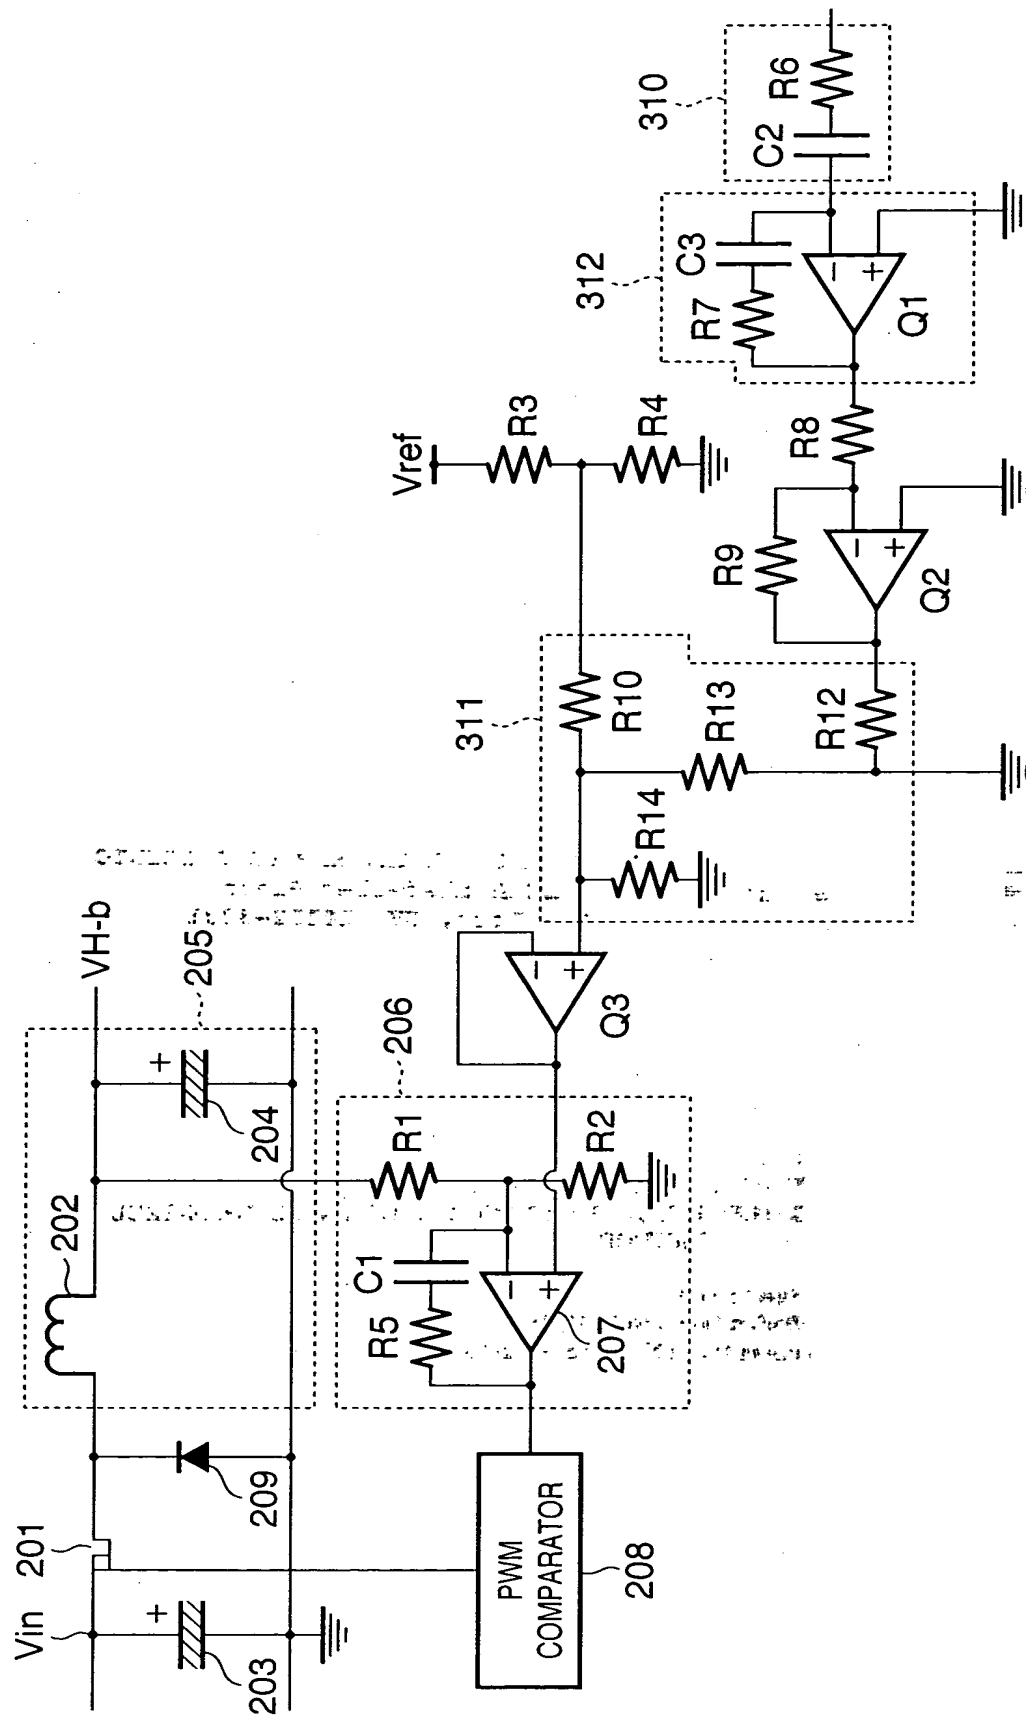 Vin
201
203
209
202
204
205
VH-b
PWM
COMPARATOR
208
R5
C1
207
R1
R2
206
Q3
R14
R13
R10
R12
311
Vref
R3
R4
R9
Q2
R8
R7
C3
Q1
312
C2
R6
310